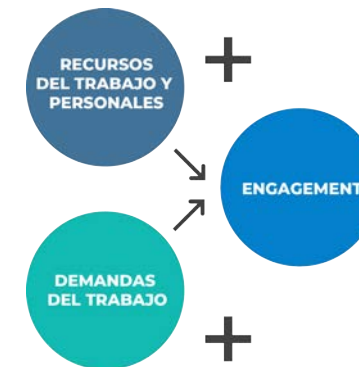 RECURSOS
DEL TRABAJO Y
PERSONALES
+
ENGAGEMENT
DEMANDAS
DEL TRABAJO
+